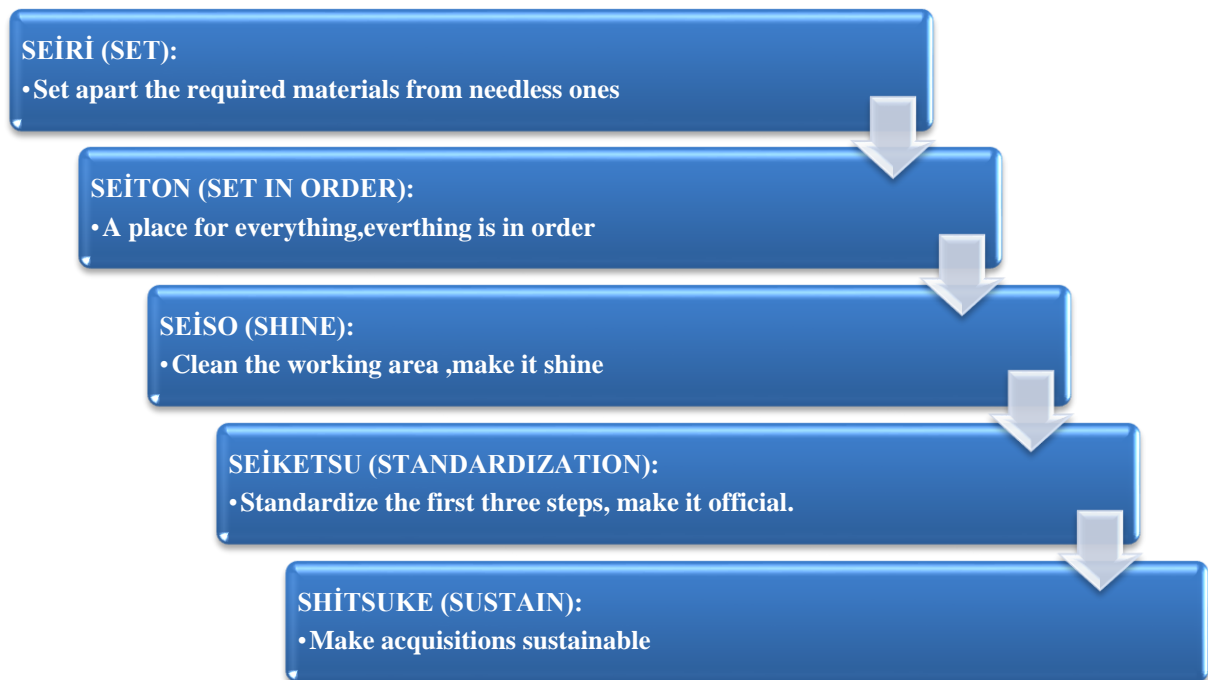 SEİRİ (SET):
•Set apart the required materials from needless ones
SEİTON (SET IN ORDER):
•A place for everything,everthing is in order
SEİSO (SHINE):
•Clean the working area ,make it shine
SEİKETSU (STANDARDIZATION):
•Standardize the first three steps, make it official.
SHİTSUKE (SUSTAIN):
•Make acquisitions sustainable